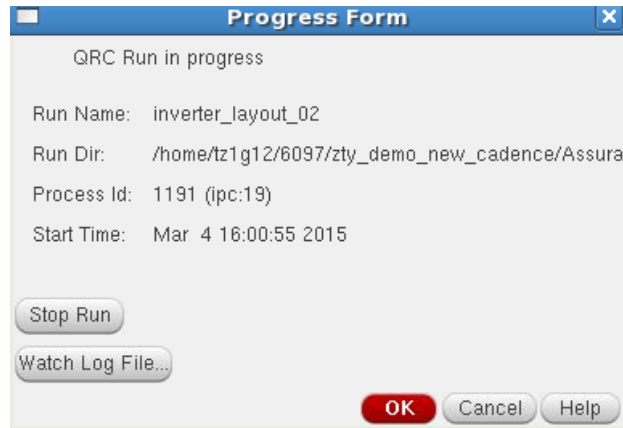 Progress Form
QRC Run in progress
Run Name: inverter_layout_02
Run Dir: /home/tz1g12/6097/zty_demo_new_cadence/Assura
Process Id: 1191 (ipc:19)
Start Time: Mar 4 16:00:55 2015
Stop Run
Watch Log File...
OK Cancel Help